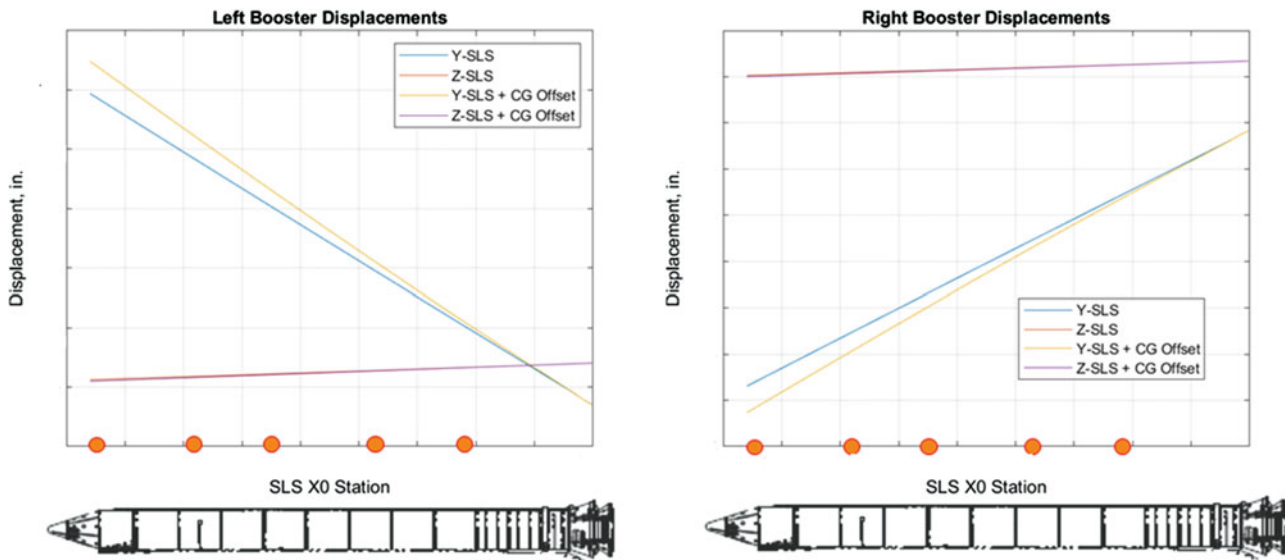 Left Booster Displacements
Y-SLS
Z-SLS
Y-SLS + CG Offset
Z-SLS + CG Offset
Displacement, in.
SLS X0 Station
Right Booster Displacements
Y-SLS
Z-SLS
Y-SLS + CG Offset
Z-SLS + CG Offset
Displacement, in.
SLS X0 Station